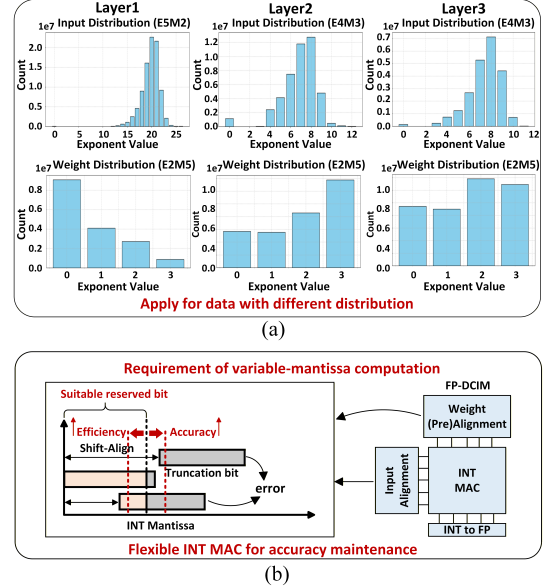 Layer1
Layer2
Layer3
1e7 Input Distribution (E5M2)
2.0
1.5
1.0
0.5
0.0
Count
0 5 10 15 20 25
Exponent Value
1e7 Input Distribution (E4M3)
1.2
1.0
0.7
0.5
0.2
0.0
Count
0 2 4 6 8 10 12
Exponent Value
1e7 Input Distribution (E4M3)
0.7
0.6
0.4
0.3
0.1
0.0
Count
0 2 4 6 8 10 12
Exponent Value
1e7 Weight Distribution (E2M5)
0.8
0.6
0.4
0.2
0.0
Count
0 1 2 3
Exponent Value
1e7 Weight Distribution (E2M5)
1.0
0.8
0.6
0.4
0.2
0.0
Count
0 1 2 3
Exponent Value
1e7 Weight Distribution (E2M5)
1.0
0.8
0.6
0.4
0.2
0.0
Count
0 1 2 3
Exponent Value
Apply for data with different distribution
(a)
Requirement of variable-mantissa computation
Suitable reserved bit
Efficiency
Accuracy
Shift-Align
Truncation bit
error
INT Mantissa
FP-DCIM
Weight
(Pre)Alignment
Input
Alignment
INT
MAC
INT to FP
Flexible INT MAC for accuracy maintenance
(b)